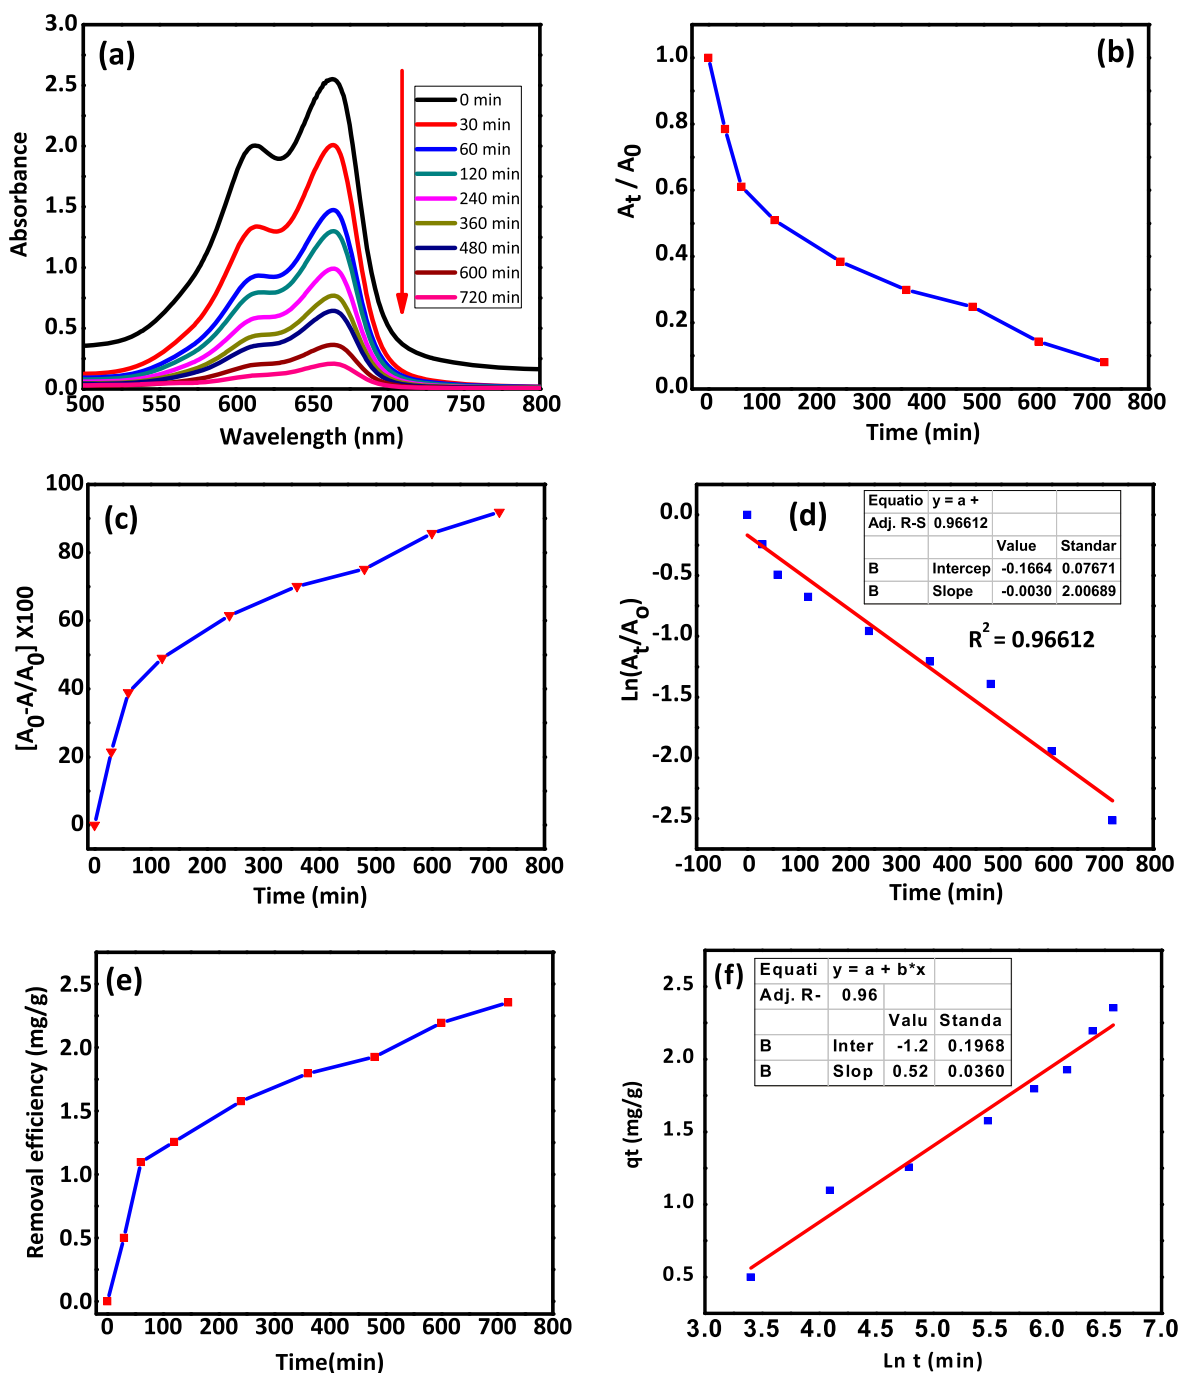 (a)
3.0
2.5
2.0
1.5
1.0
0.5
0.0
Absorbance
500 550 600 650 700 750 800
Wavelength (nm)
0 min
30 min
60 min
120 min
240 min
360 min
480 min
600 min
720 min
(b)
1.0
0.8
0.6
0.4
0.2
0.0
A_t / A_0
0 100 200 300 400 500 600 700 800
Time (min)
(c)
100
80
60
40
20
0
[A_0-A/A_0] X100
0 100 200 300 400 500 600 700 800
Time (min)
(d)
0.0
-0.5
-1.0
-1.5
-2.0
-2.5
Ln(A_t/A_o)
-100 0 100 200 300 400 500 600 700 800
Time (min)
Equatio y = a +
Adj. R-S 0.96612
Value Standar
B Intercep -0.1664 0.07671
B Slope -0.0030 2.00689
R^2 = 0.96612
(e)
2.5
2.0
1.5
1.0
0.5
0.0
Removal efficiency (mg/g)
0 100 200 300 400 500 600 700 800
Time(min)
(f)
2.5
2.0
1.5
1.0
0.5
qt (mg/g)
3.0 3.5 4.0 4.5 5.0 5.5 6.0 6.5 7.0
Ln t (min)
Equati y = a + b*x
Adj. R- 0.96
Valu Standa
B Inter -1.2 0.1968
B Slop 0.52 0.0360